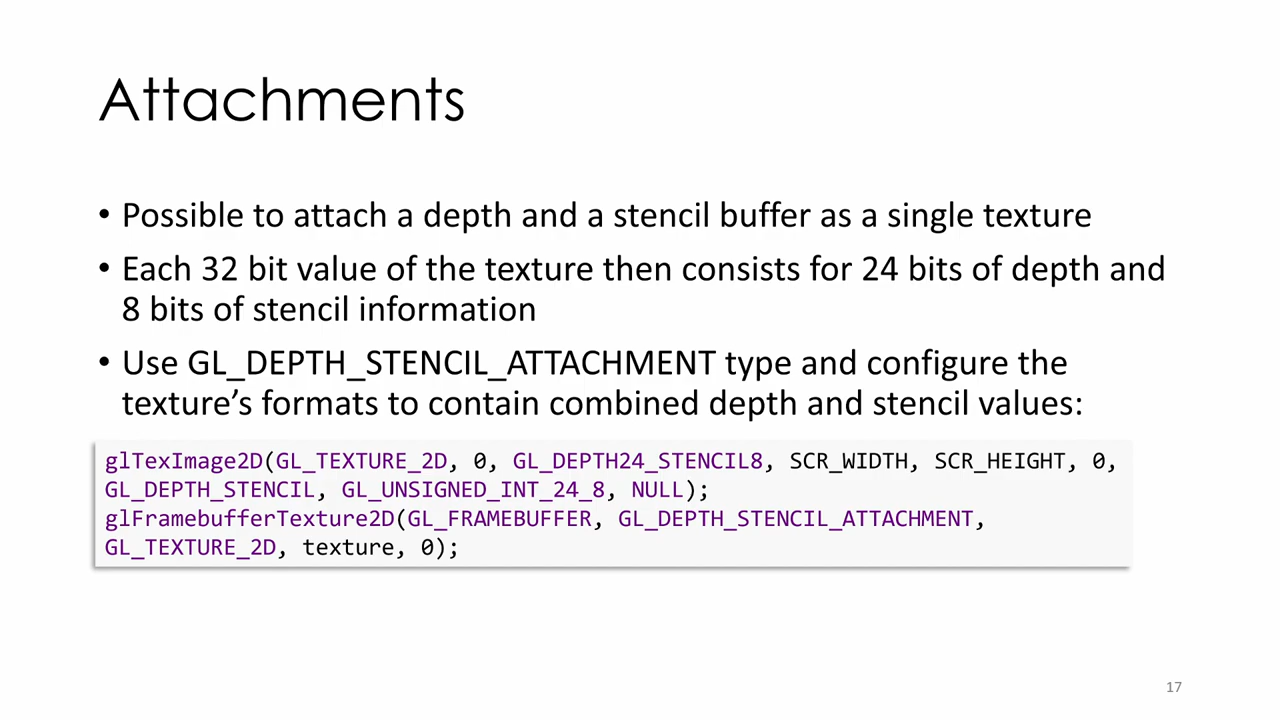 Attachments
• Possible to attach a depth and a stencil buffer as a single texture
• Each 32 bit value of the texture then consists for 24 bits of depth and
8 bits of stencil information
• Use GL_DEPTH_STENCIL_ATTACHMENT type and configure the
texture’s formats to contain combined depth and stencil values:
glTexImage2D(GL_TEXTURE_2D, 0, GL_DEPTH24_STENCIL8, SCR_WIDTH, SCR_HEIGHT, 0,
GL_DEPTH_STENCIL, GL_UNSIGNED_INT_24_8, NULL);
glFramebufferTexture2D(GL_FRAMEBUFFER, GL_DEPTH_STENCIL_ATTACHMENT,
GL_TEXTURE_2D, texture, 0);
17